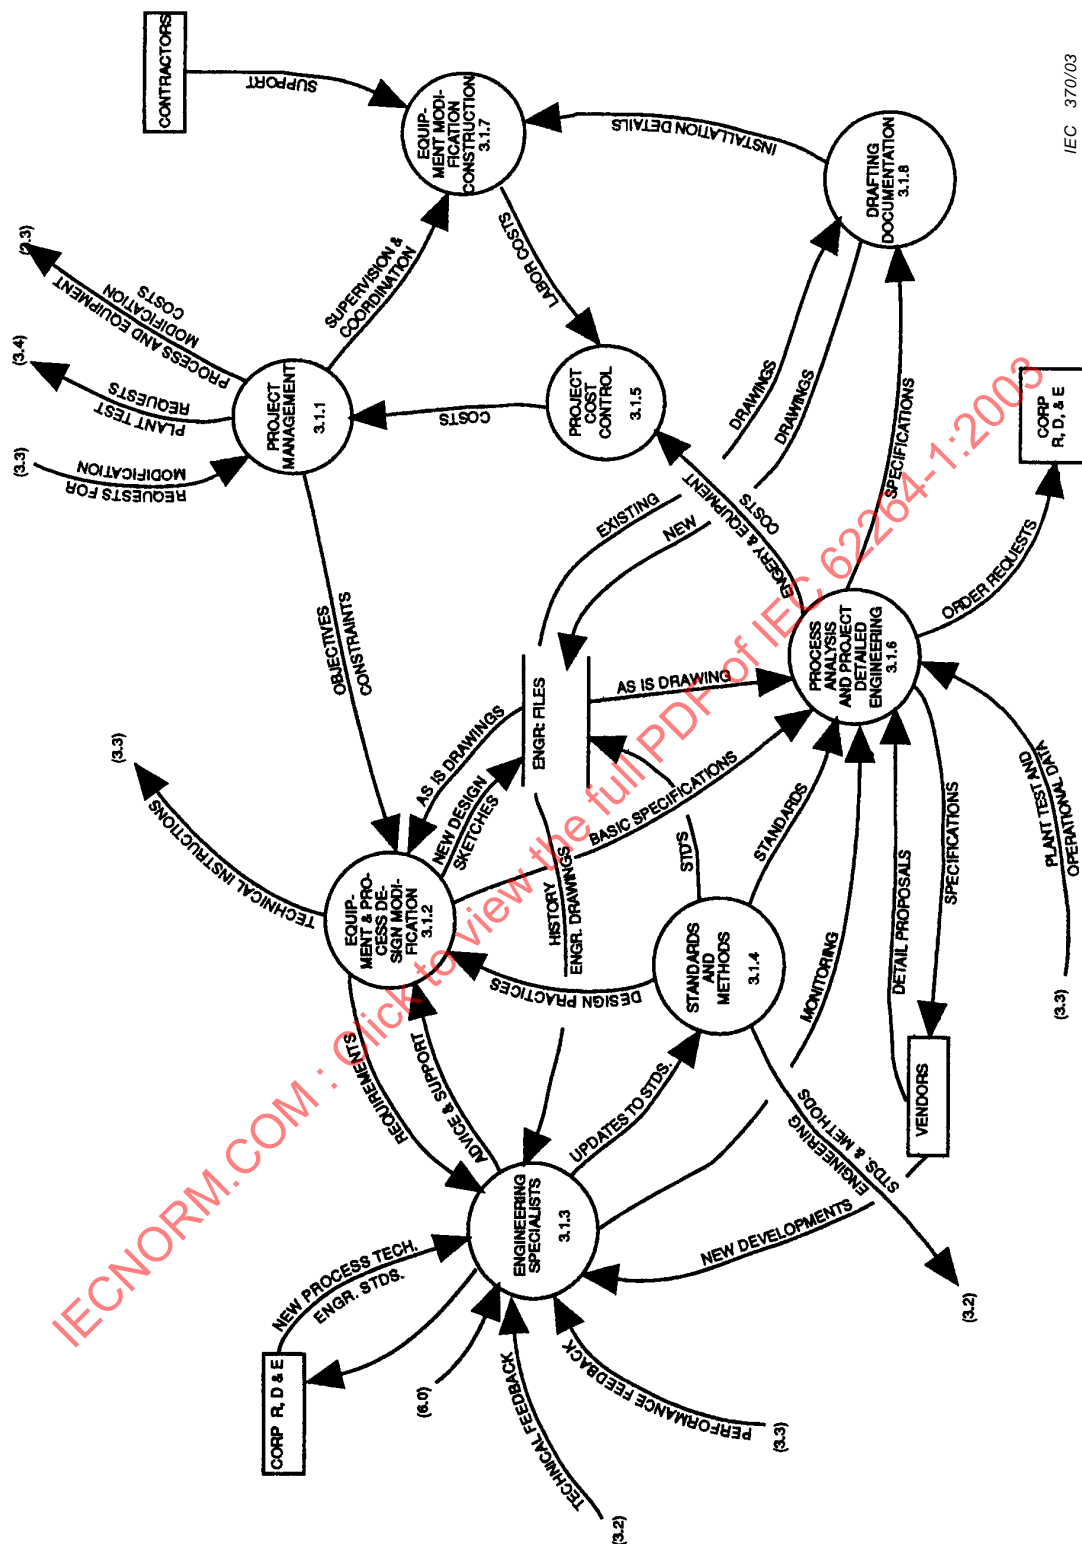 CONTRACTORS
SUPPORT
EQUIP-
MENT MODI-
FICATION
CONSTRUCTION
3.1.7
INSTALLATION DETAILS
DRAFTING
DOCUMENTATION
3.1.8
IEC 370/03
(3.3)
PROCESS AND EQUIPMENT
MODIFICATION
COSTS
(3.4)
PLANT TEST
REQUESTS
(3.3)
REQUESTS FOR
MODIFICATION
PROJECT
MANAGEMENT
3.1.1
SUPERVISION &
COORDINATION
LABOR COSTS
PROJECT
COST
CONTROL
3.1.5
COSTS
DRAWINGS
DRAWINGS
EXISTING
NEW
ENGERY & EQUPMENT
COSTS
SPECIFICATIONS
CORP
R, D, & E
ORDER REQUESTS
OBJECTIVES
CONSTRAINTS
(3.3)
TECHNICAL INSTRUCTIONS
AS IS DRAWINGS
NEW DESIGN
SKETCHES
ENGR: FILES
AS IS DRAWING
PROCESS
ANALYSIS
AND PROJECT
DETAILED
ENGINEERING
3.1.6
EQUIP-
MENT & PRO-
CESS DE-
SIGN MODI-
FICATION
3.1.2
BASIC SPECIFICATIONS
HISTORY
ENGR. DRAWINGS
STD'S
STANDARDS
DESIGN PRACTICES
STANDARDS
AND
METHODS
3.1.4
MONITORING
DETAIL PROPOSALS
SPECIFICATIONS
PLANT TEST AND
OPERATIONAL DATA
(3.3)
VENDORS
REQUIREMENTS
ADVICE & SUPPORT
UPDATES TO STDS.
ENGINEERING
STDS. & METHODS
(3.2)
NEW DEVELOPMENTS
ENGINEERING
SPECIALISTS
3.1.3
NEW PROCESS TECH.
ENGR. STDS.
CORP R, D & E
(6.0)
TECHNICAL FEEDBACK
(3.2)
PERFORMANCE FEEDBACK
(3.3)
IECNORM.COM : Click to view the full PDF of IEC 62264-1:2003